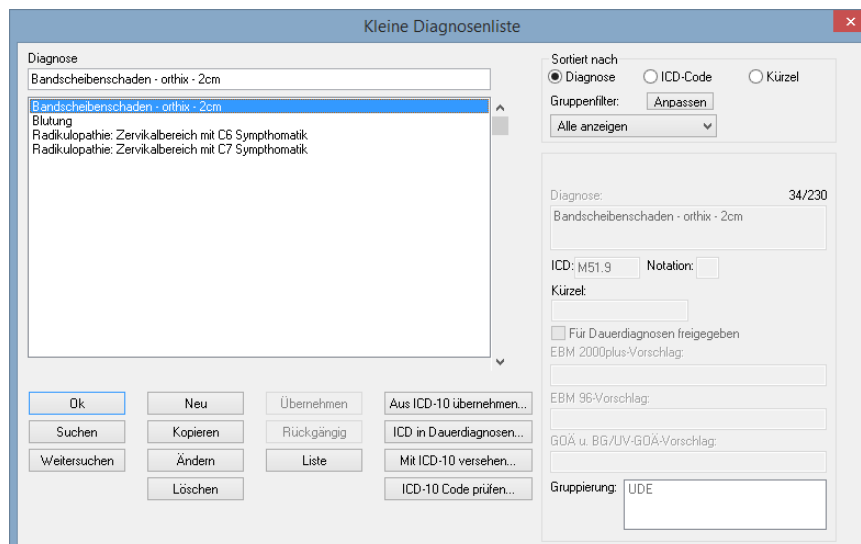 Kleine Diagnosenliste
Diagnose
Bandscheibenschaden - orthix - 2cm
Bandscheibenschaden - orthix - 2cm
Blutung
Radikulopathie: Zervikalbereich mit C6 Sympthomatik
Radikulopathie: Zervikalbereich mit C7 Sympthomatik
Ok
Neu
Übernehmen
Aus ICD-10 übernehmen...
Suchen
Kopieren
Rückgängig
ICD in Dauerdiagnosen...
Weitersuchen
Ändern
Liste
Mit ICD-10 versehen...
Löschen
ICD-10 Code prüfen...
Sortiert nach
Diagnose
ICD-Code
Kürzel
Gruppenfilter:
Anpassen
Alle anzeigen
Diagnose:
34/230
Bandscheibenschaden - orthix - 2cm
ICD: M51.9
Notation:
Kürzel:
Für Dauerdiagnosen freigegeben
EBM 2000plus-Vorschlag:
EBM 96-Vorschlag:
GOÄ u. BG/UV-GOÄ-Vorschlag:
Gruppierung:
UDE